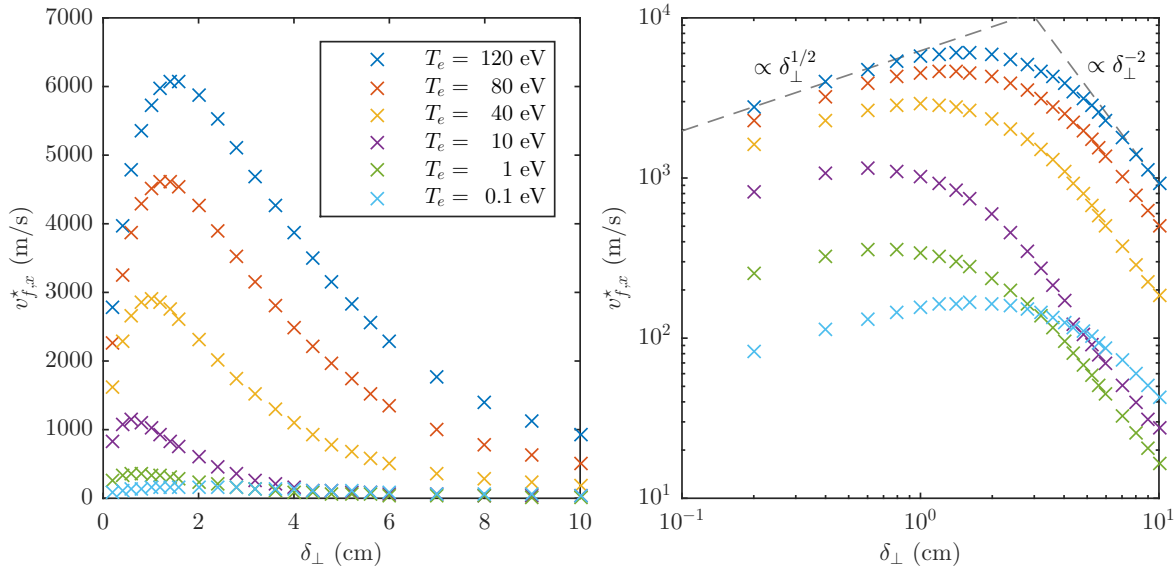 7000
6000
5000
4000
3000
2000
1000
0
v⋆f,x (m/s)
0 2 4 6 8 10
δ⊥ (cm)
Te = 120 eV
Te = 80 eV
Te = 40 eV
Te = 10 eV
Te = 1 eV
Te = 0.1 eV
10^4
10^3
10^2
10^1
v⋆f,x (m/s)
10^−1 10^0 10^1
δ⊥ (cm)
∝ δ⊥^1/2
∝ δ⊥^−2